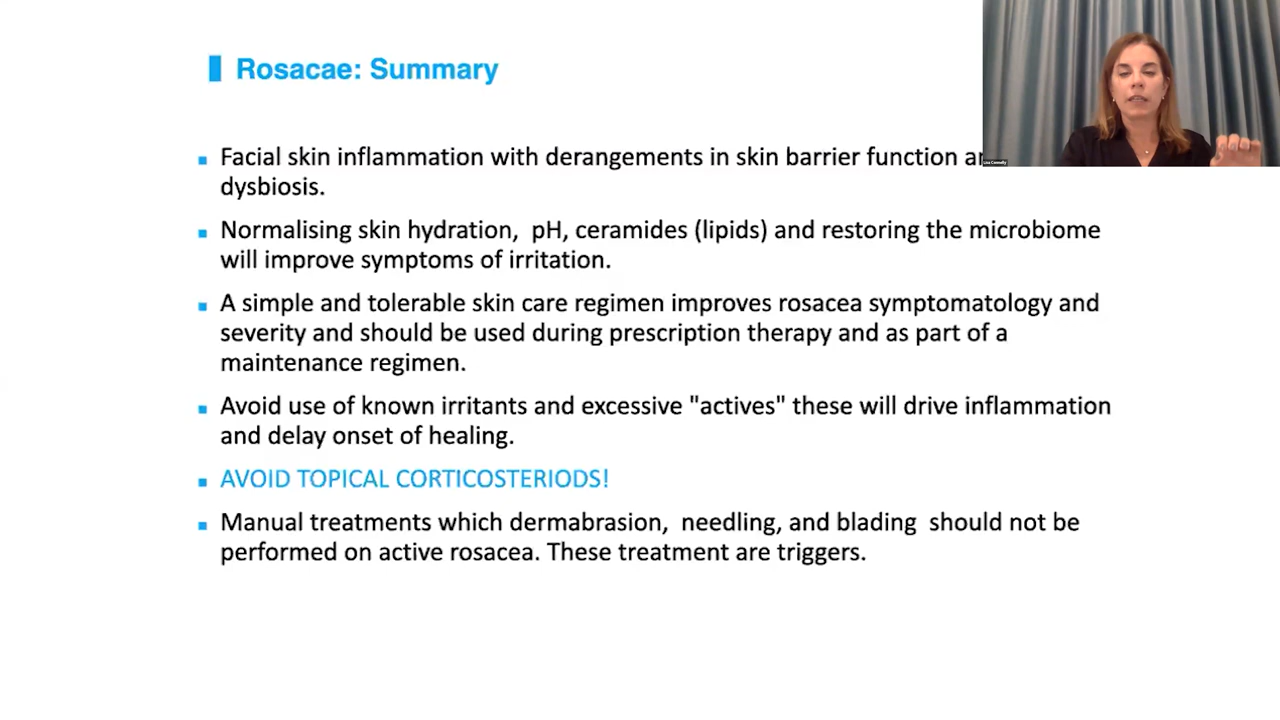 Rosacae: Summary
Facial skin inflammation with derangements in skin barrier function
dysbiosis.
Normalising skin hydration, pH, ceramides (lipids) and restoring the microbiome
will improve symptoms of irritation.
A simple and tolerable skin care regimen improves rosacea symptomatology and
severity and should be used during prescription therapy and as part of a
maintenance regimen.
Avoid use of known irritants and excessive "actives" these will drive inflammation
and delay onset of healing.
AVOID TOPICAL CORTICOSTERIODS!
Manual treatments which dermabrasion, needling, and blading should not be
performed on active rosacea. These treatment are triggers.
Lisa Connolly